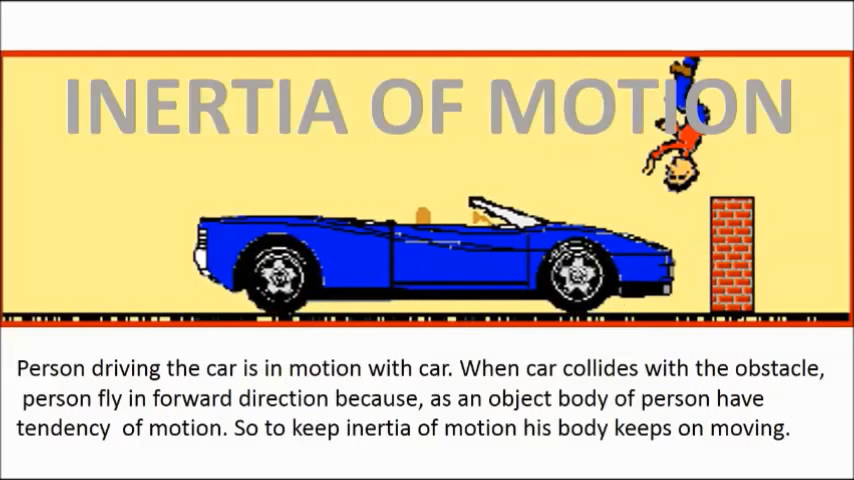 INERTIA OF MOTION
Person driving the car is in motion with car. When car collides with the obstacle,
person fly in forward direction because, as an object body of person have
tendency of motion. So to keep inertia of motion his body keeps on moving.